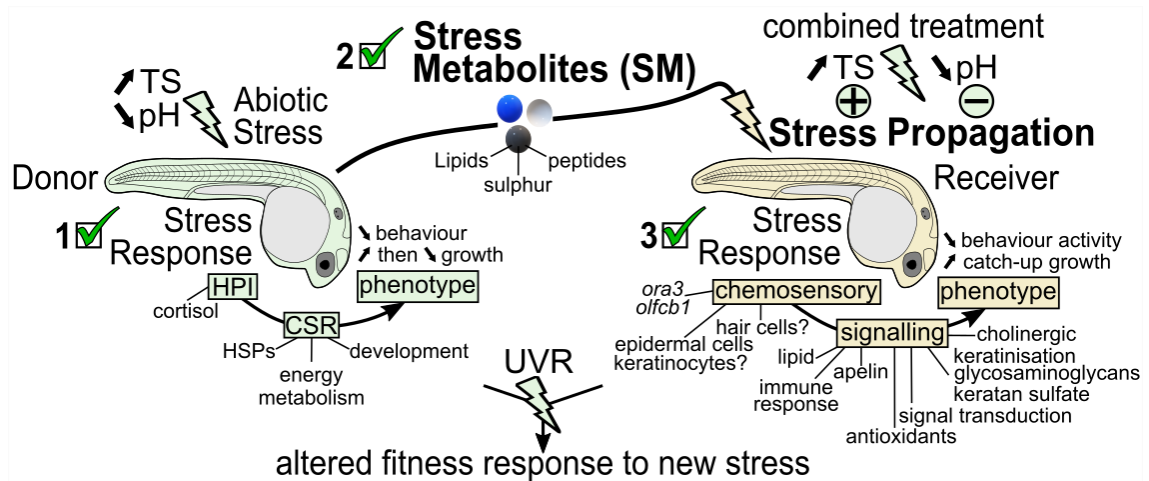 ↗ TS
↘ pH
Abiotic
Stress
Donor
1
Stress
Response
HPI
cortisol
CSR
HSPs
energy
metabolism
development
↘ behaviour
↗ then ↘ growth
phenotype
2
Stress
Metabolites (SM)
Lipids
peptides
sulphur
combined treatment
↗ TS
↘ pH
+
−
Stress Propagation
Receiver
3
Stress
Response
chemosensory
ora3
olfcb1
hair cells?
epidermal cells
keratinocytes?
signalling
lipid
immune
response
apelin
antioxidants
signal transduction
cholinergic
keratinisation
glycosaminoglycans
keratan sulfate
↘ behaviour activity
↗ catch-up growth
phenotype
UVR
altered fitness response to new stress